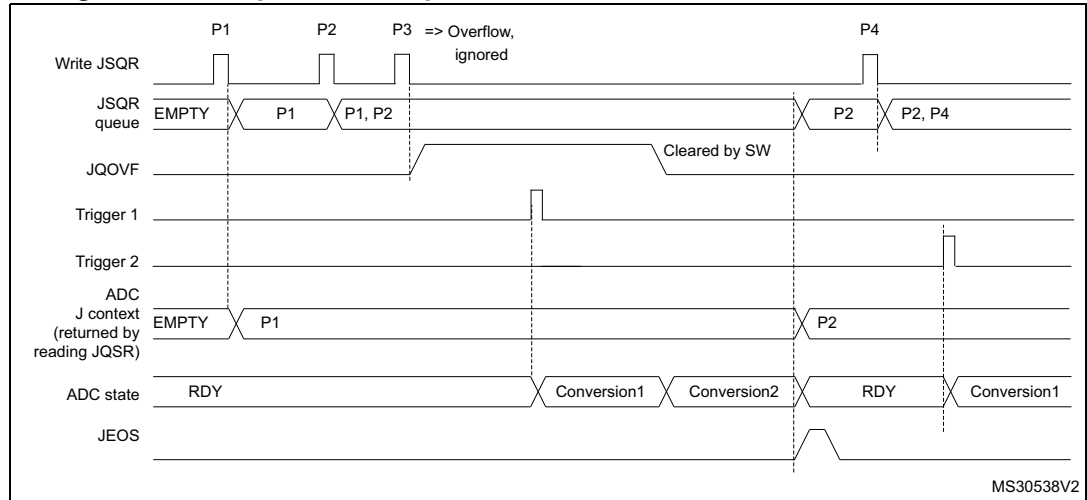 P1 P2 P3 => Overflow, ignored P4
Write JSQR
JSQR queue EMPTY P1 P1, P2 P2 P2, P4
JQOVF Cleared by SW
Trigger 1
Trigger 2
ADC
J context
(returned by
reading JQSR)
EMPTY P1 P2
ADC state RDY Conversion1 Conversion2 RDY Conversion1
JEOS
MS30538V2